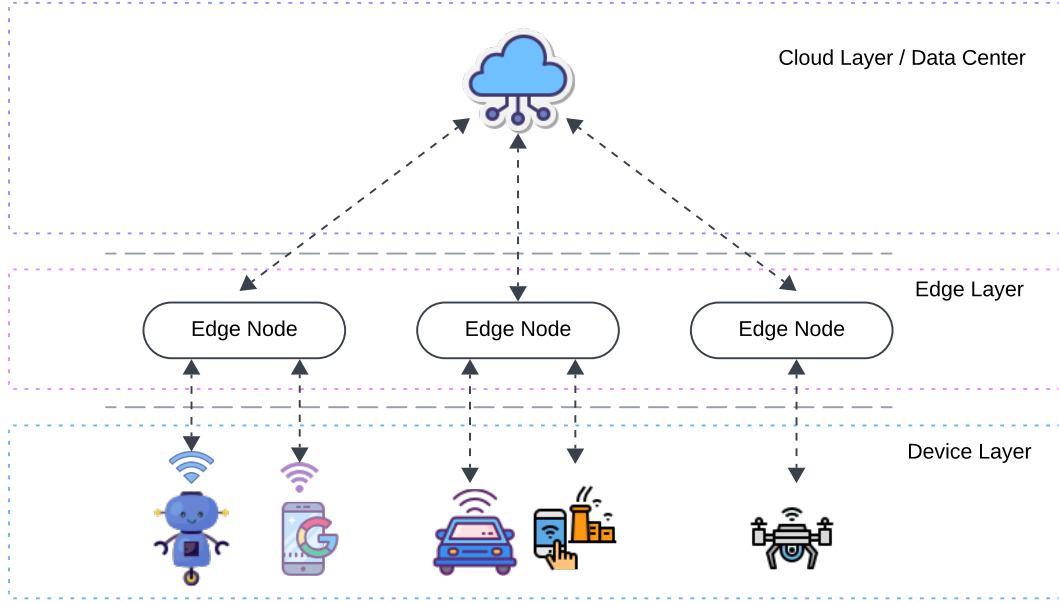 Cloud Layer / Data Center
Edge Layer
Edge Node
Edge Node
Edge Node
Device Layer
G